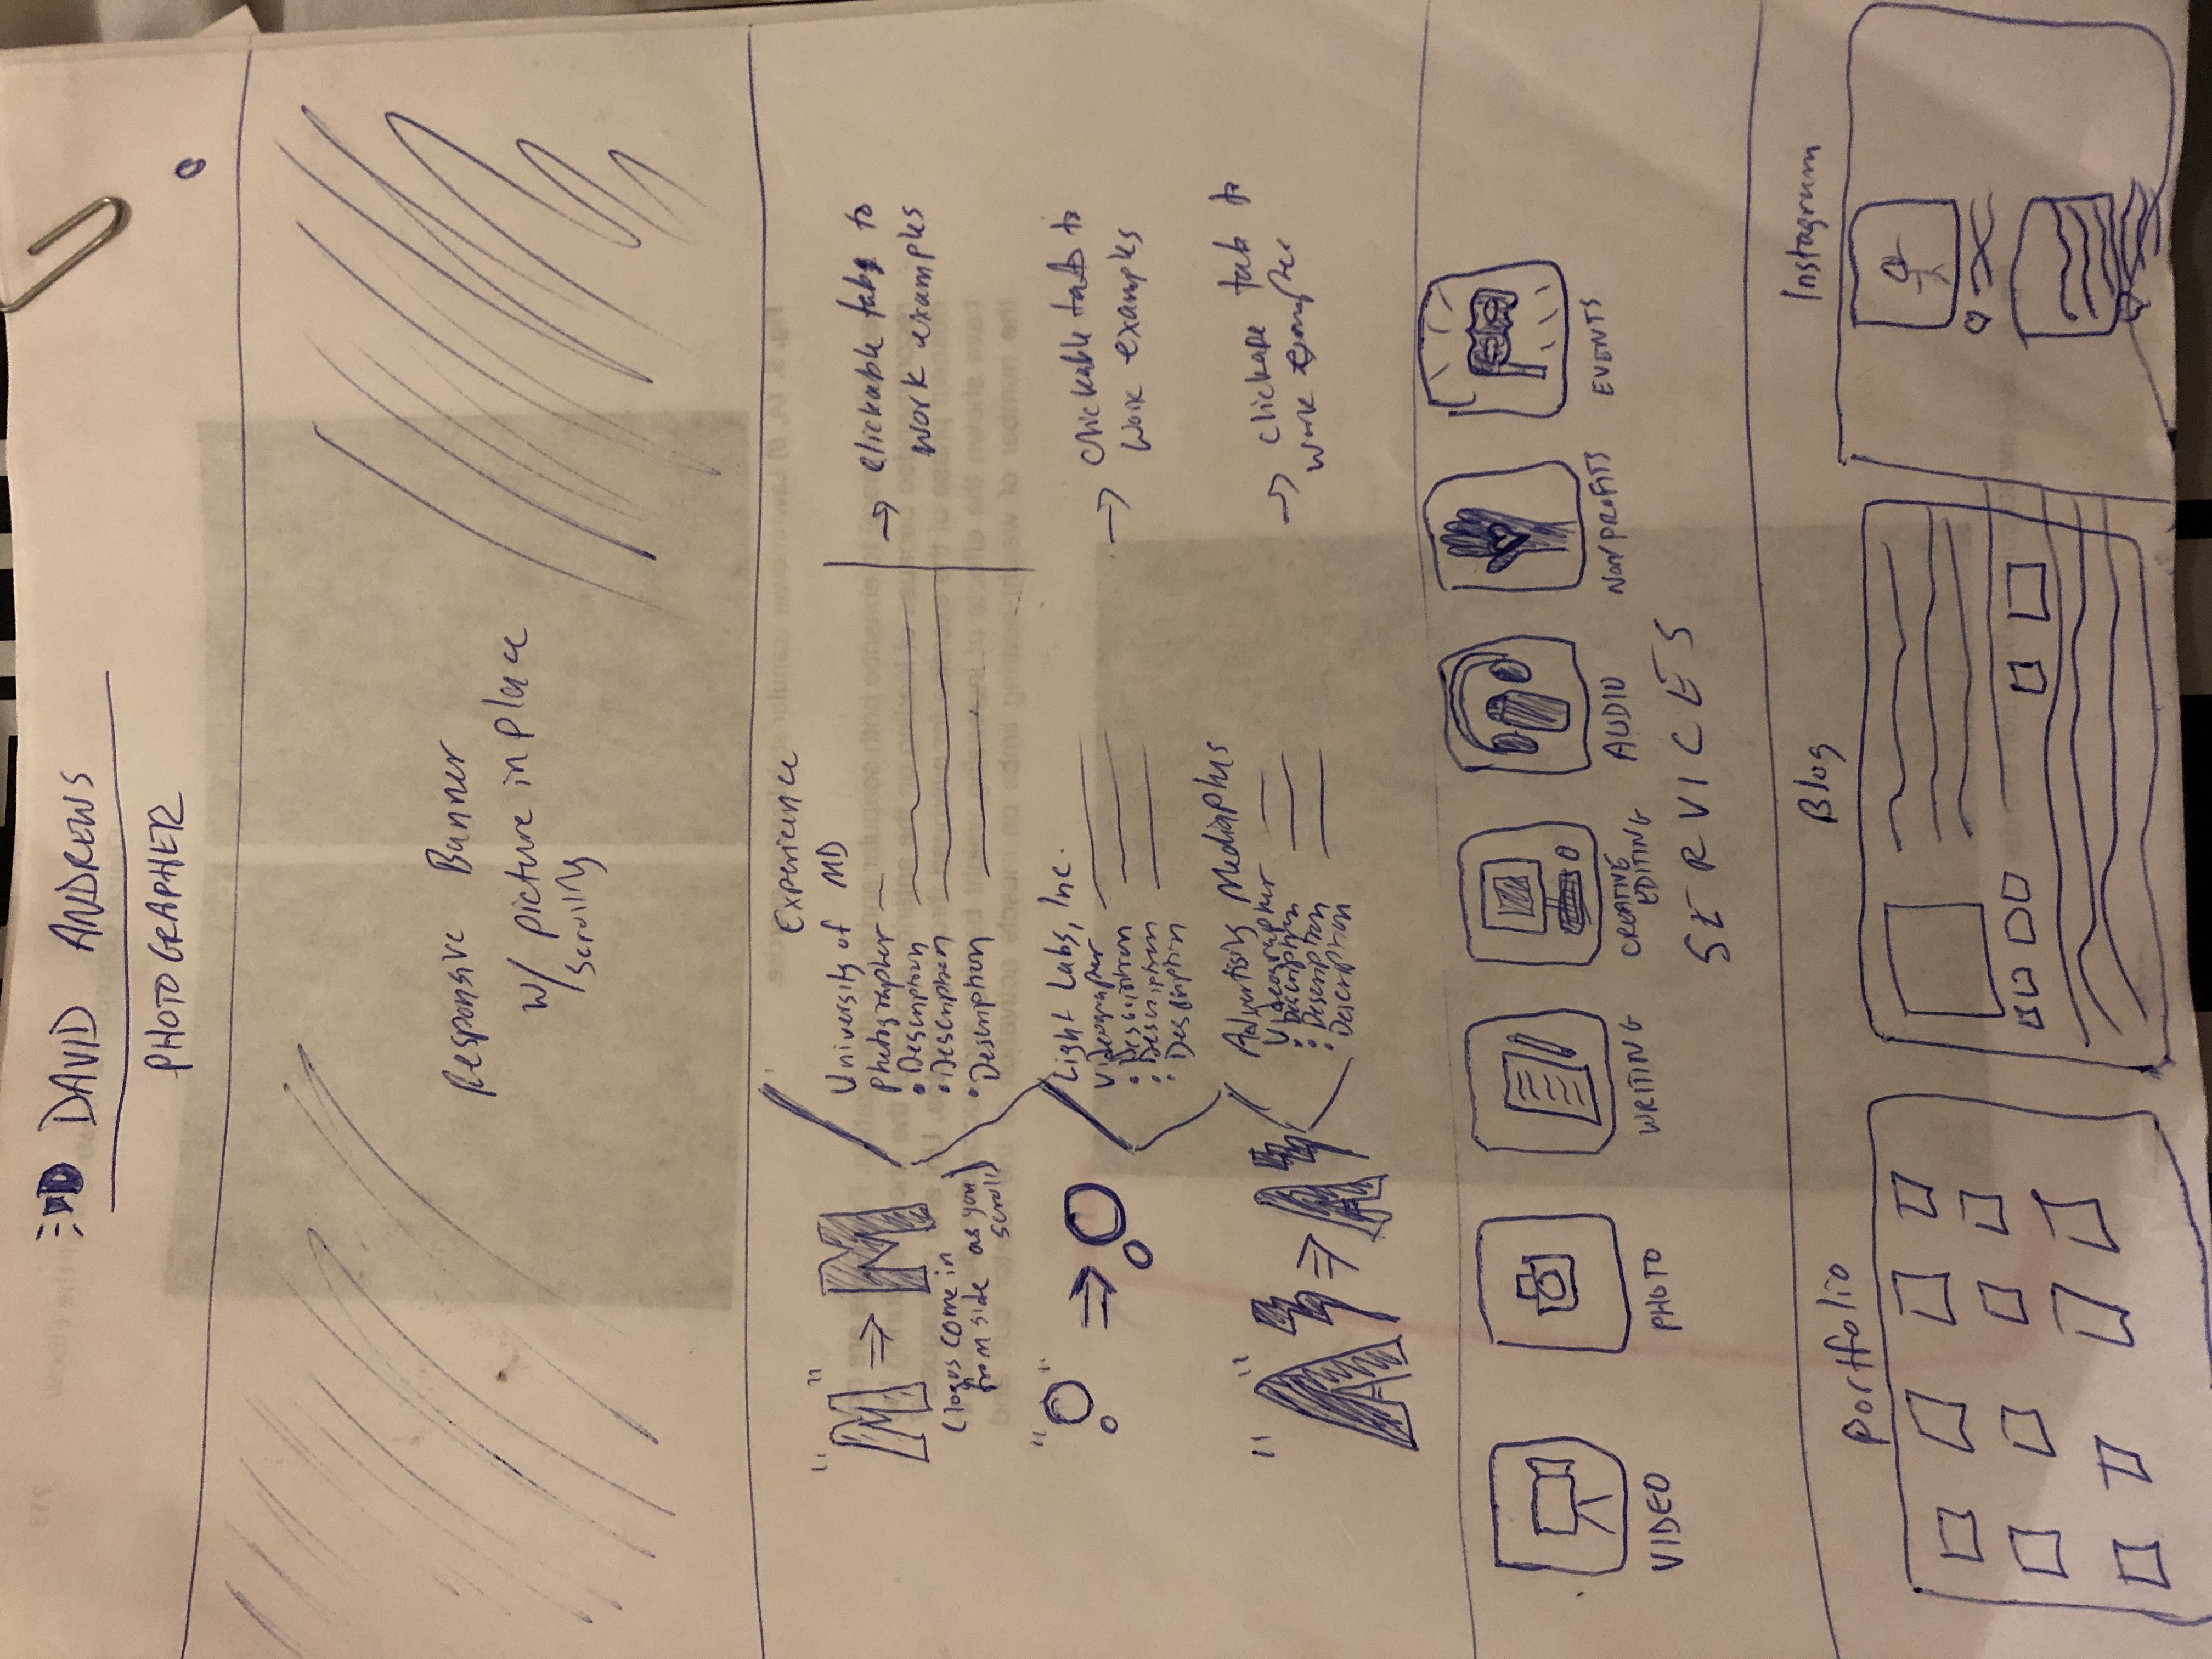 DAVID ANDREWS
PHOTOGRAPHER
Responsive Banner
w/ picture in place
scrolling
Experience
"M" ⇒ M
(logos come in
from side as you
scroll)
University of MD
Photographer
• Description
• Description
• Description
→ Clickable tabs to
work examples
Light Labs, Inc.
Videographer
• Description
• Description
• Description
→ Clickable tabs to
Work examples
"A" ⇒ A
Advertising MediaPlus
Videographer
• Description
• Description
• Description
→ Clickable tab to
work examples
VIDEO
PHOTO
WRITING
CREATIVE
EDITING
AUDIO
NONPROFITS
EVENTS
SERVICES
Portfolio
Blog
Instagram